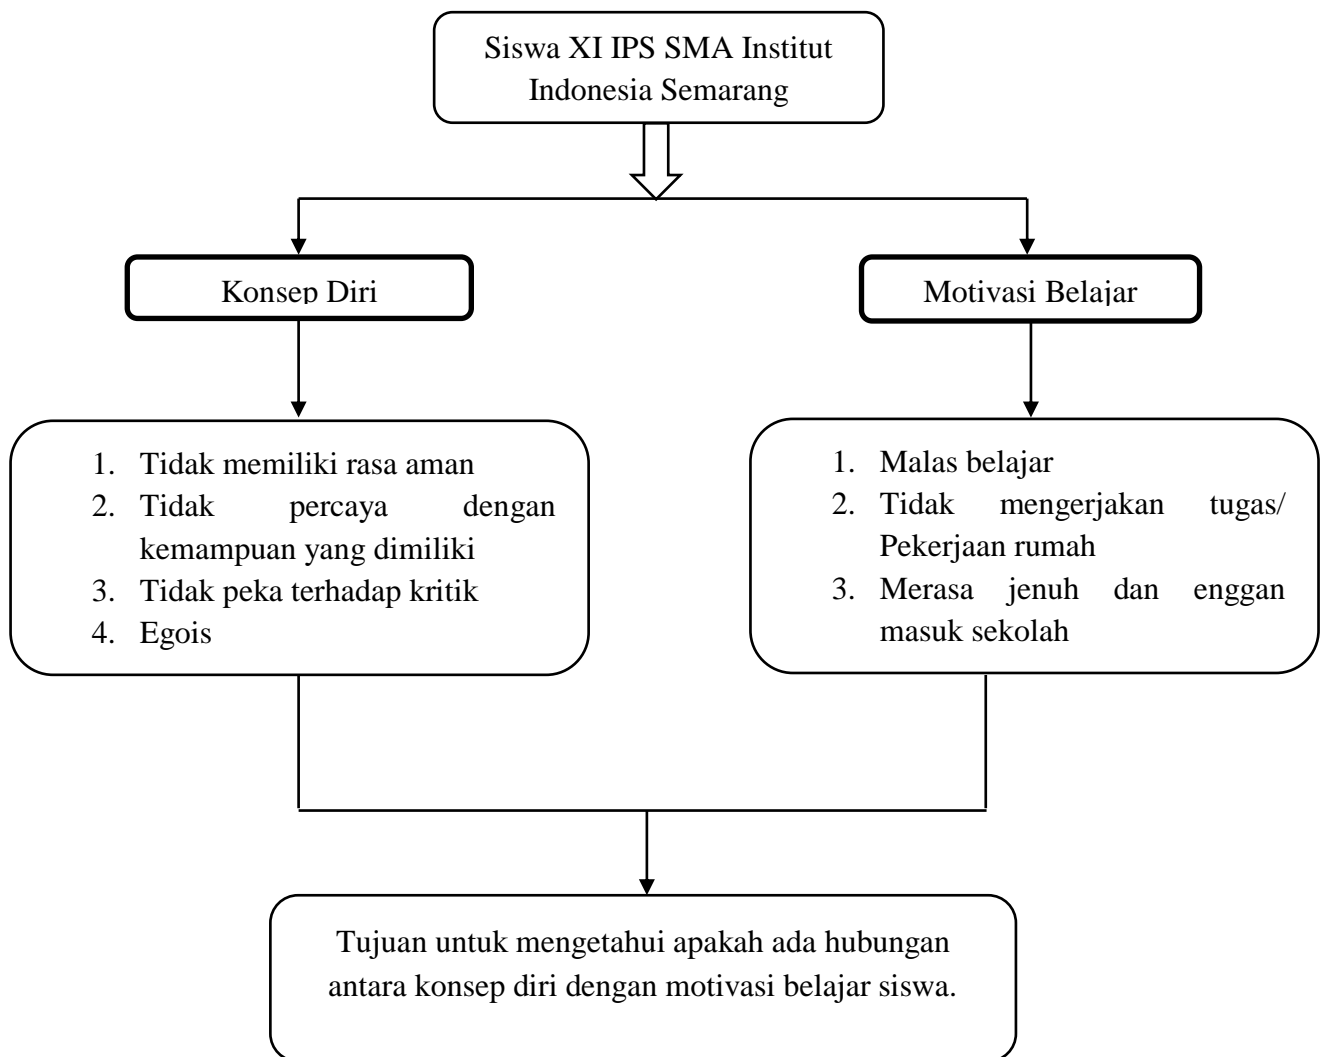 Siswa XI IPS SMA Institut
Indonesia Semarang
Konsep Diri
Motivasi Belajar
1. Tidak memiliki rasa aman
2. Tidak percaya dengan
kemampuan yang dimiliki
3. Tidak peka terhadap kritik
4. Egois
1. Malas belajar
2. Tidak mengerjakan tugas/
Pekerjaan rumah
3. Merasa jenuh dan enggan
masuk sekolah
Tujuan untuk mengetahui apakah ada hubungan
antara konsep diri dengan motivasi belajar siswa.